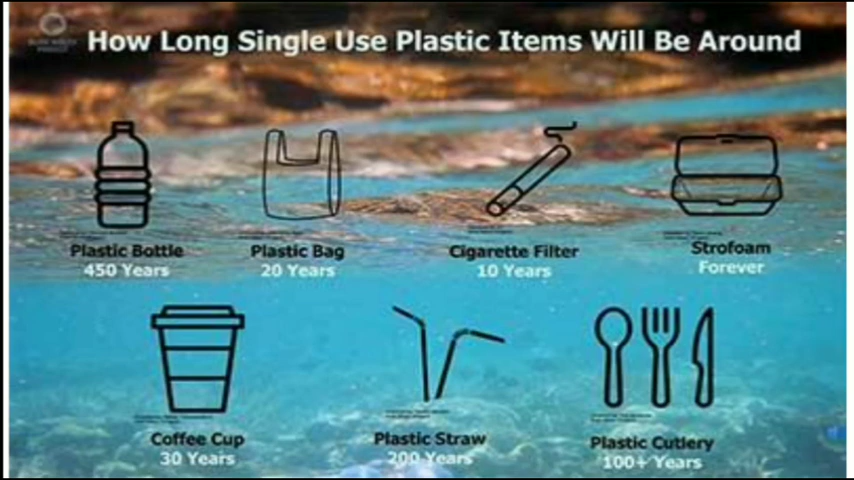 How Long Single Use Plastic Items Will Be Around
Plastic Bottle
450 Years
Plastic Bag
20 Years
Cigarette Filter
10 Years
Strofoam
Forever
Coffee Cup
30 Years
Plastic Straw
200 Years
Plastic Cutlery
100+ Years